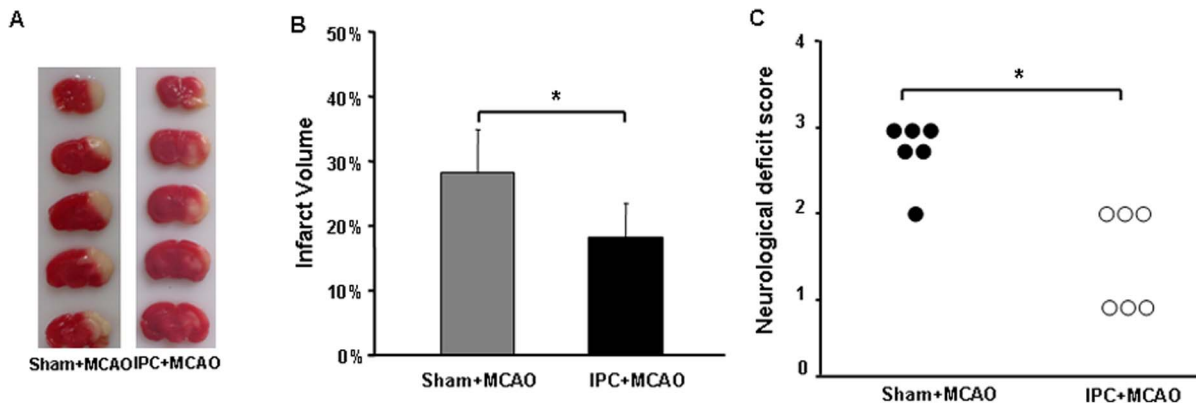 A
Sham+MCAO IPC+MCAO
B
Infarct Volume
50%
40%
30%
20%
10%
0%
*
Sham+MCAO IPC+MCAO
C
Neurological deficit score
4
3
2
1
0
*
Sham+MCAO IPC+MCAO